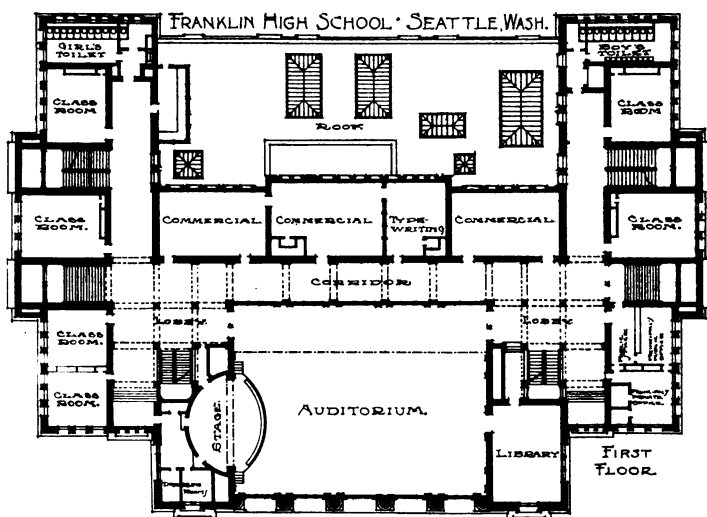 FRANKLIN HIGH SCHOOL · SEATTLE, WASH.
GIRL'S
TOILET
BOY'S
TOILET
CLASS
ROOM
CLASS
ROOM
ROOF
CLASS
ROOM.
COMMERCIAL
COMMERCIAL
TYPE-
WRITING
COMMERCIAL
CLASS
ROOM.
CORRIDOR
LOBBY
LOBBY
CLASS
ROOM.
CLASS
ROOM.
STAGE
AUDITORIUM.
LIBRARY
FIRST
FLOOR